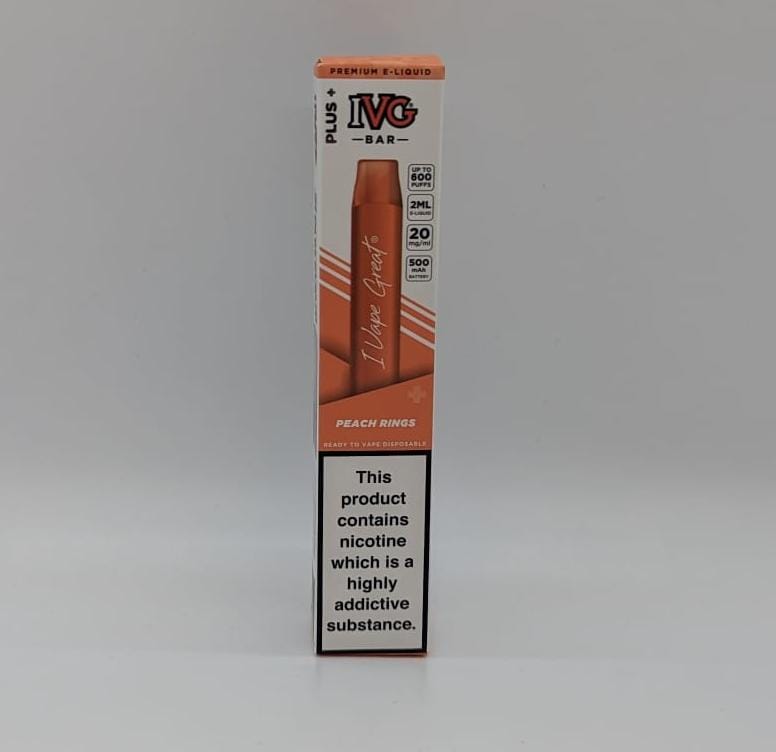 PREMIUM E-LIQUID
PLUS +
IVG
BAR
UP TO
600
PUFFS
2ML
E-LIQUID
20
mg/ml
500
mAh
BATTERY
I Vape Great®
PEACH RINGS
READY TO VAPE DISPOSABLE
This
product
contains
nicotine
which is a
highly
addictive
substance.